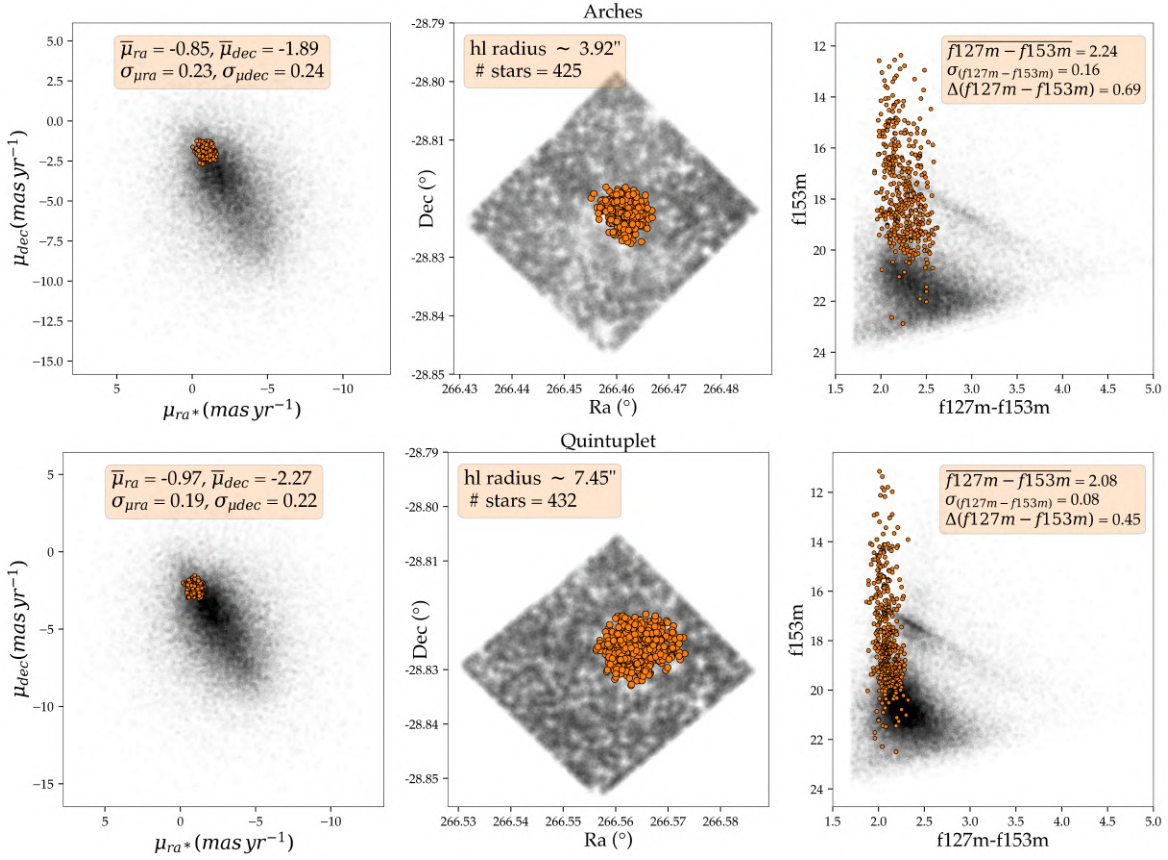 Arches
μ̅ra = -0.85, μ̅dec = -1.89
σμra = 0.23, σμdec = 0.24
5.0
2.5
0.0
−2.5
−5.0
−7.5
−10.0
−12.5
−15.0
μdec(mas yr−1)
5
0
−5
−10
μra*(mas yr−1)
hl radius ~ 3.92"
# stars = 425
-28.79
-28.80
-28.81
-28.83
-28.84
-28.85
Dec (°)
266.43
266.44
266.45
266.46
266.47
266.48
Ra (°)
f127m − f153m = 2.24
σ(f127m−f153m) = 0.16
Δ(f127m − f153m) = 0.69
12
14
16
18
20
22
24
f153m
1.5
2.0
2.5
3.0
3.5
4.0
4.5
5.0
f127m-f153m
Quintuplet
μ̅ra = -0.97, μ̅dec = -2.27
σμra = 0.19, σμdec = 0.22
5
0
−5
−10
−15
μdec(mas yr−1)
5
0
−5
−10
μra*(mas yr−1)
hl radius ~ 7.45"
# stars = 432
-28.79
-28.80
-28.81
-28.83
-28.84
-28.85
Dec (°)
266.53
266.54
266.55
266.56
266.57
266.58
Ra (°)
f127m − f153m = 2.08
σ(f127m−f153m) = 0.08
Δ(f127m − f153m) = 0.45
12
14
16
18
20
22
24
f153m
1.5
2.0
2.5
3.0
3.5
4.0
4.5
5.0
f127m-f153m